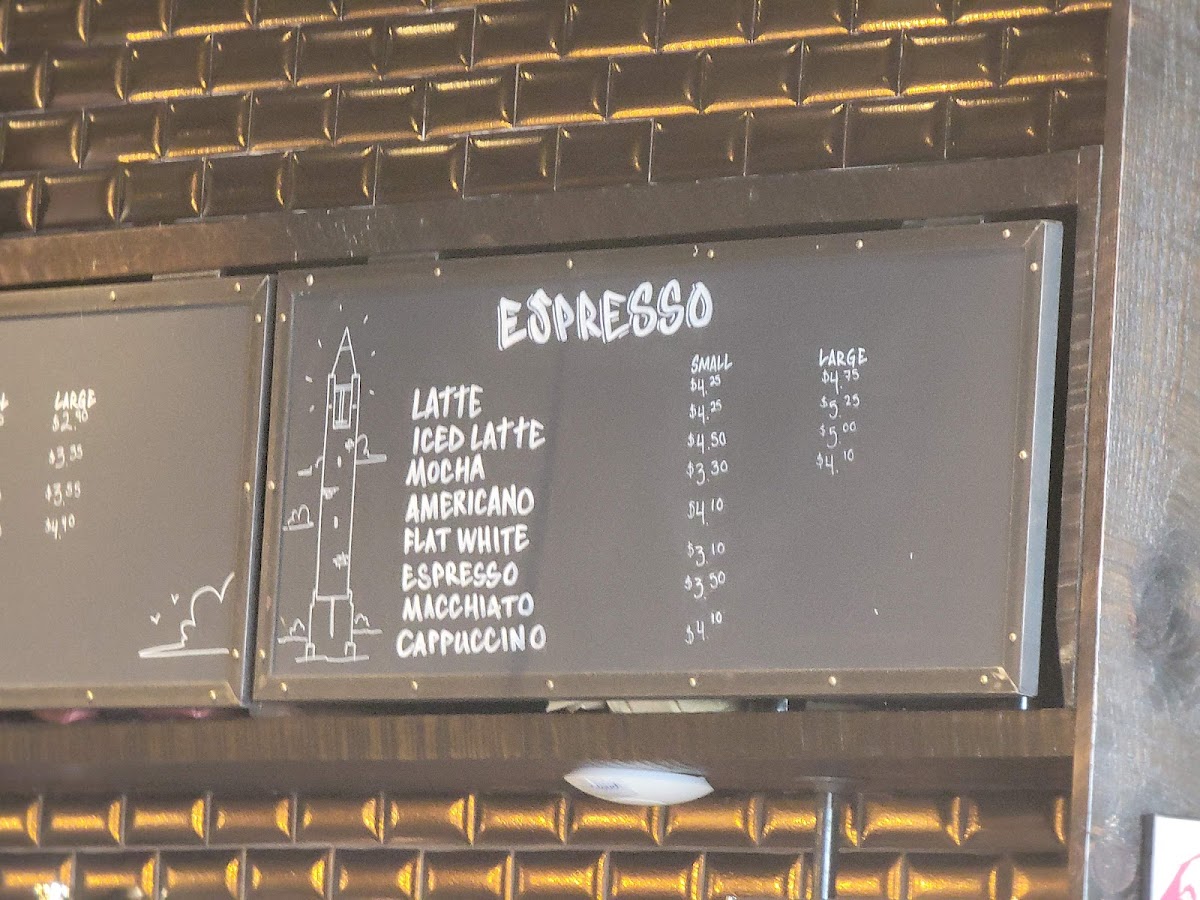 LARGE
$2.90
$3.35
$3.55
$4.40
ESPRESSO
SMALL LARGE
LATTE $4.25 $4.75
ICED LATTE $4.25 $5.25
MOCHA $4.50 $5.00
AMERICANO $3.30 $4.10
FLAT WHITE $4.10
ESPRESSO $3.10
MACCHIATO $3.50
CAPPUCCINO $4.10